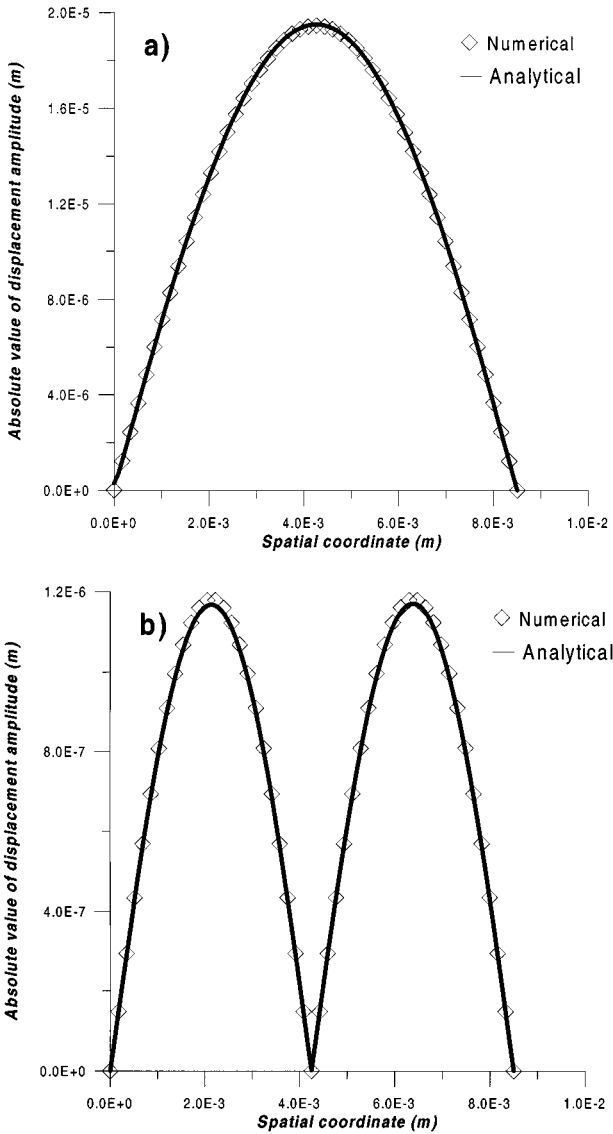 2.0E-5
a)
Numerical
Analytical
1.6E-5
1.2E-5
8.0E-6
4.0E-6
0.0E+0
Absolute value of displacement amplitude (m)
0.0E+0 2.0E-3 4.0E-3 6.0E-3 8.0E-3 1.0E-2
Spatial coordinate (m)
1.2E-6
b)
Numerical
Analytical
8.0E-7
4.0E-7
0.0E+0
Absolute value of displacement amplitude (m)
0.0E+0 2.0E-3 4.0E-3 6.0E-3 8.0E-3 1.0E-2
Spatial coordinate (m)